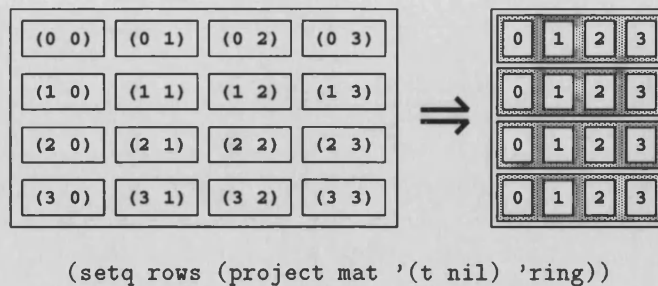 (0 0) (0 1) (0 2) (0 3) 0 1 2 3
(1 0) (1 1) (1 2) (1 3) 0 1 2 3
(2 0) (2 1) (2 2) (2 3) 0 1 2 3
(3 0) (3 1) (3 2) (3 3) 0 1 2 3
(setq rows (project mat '(t nil) 'ring))